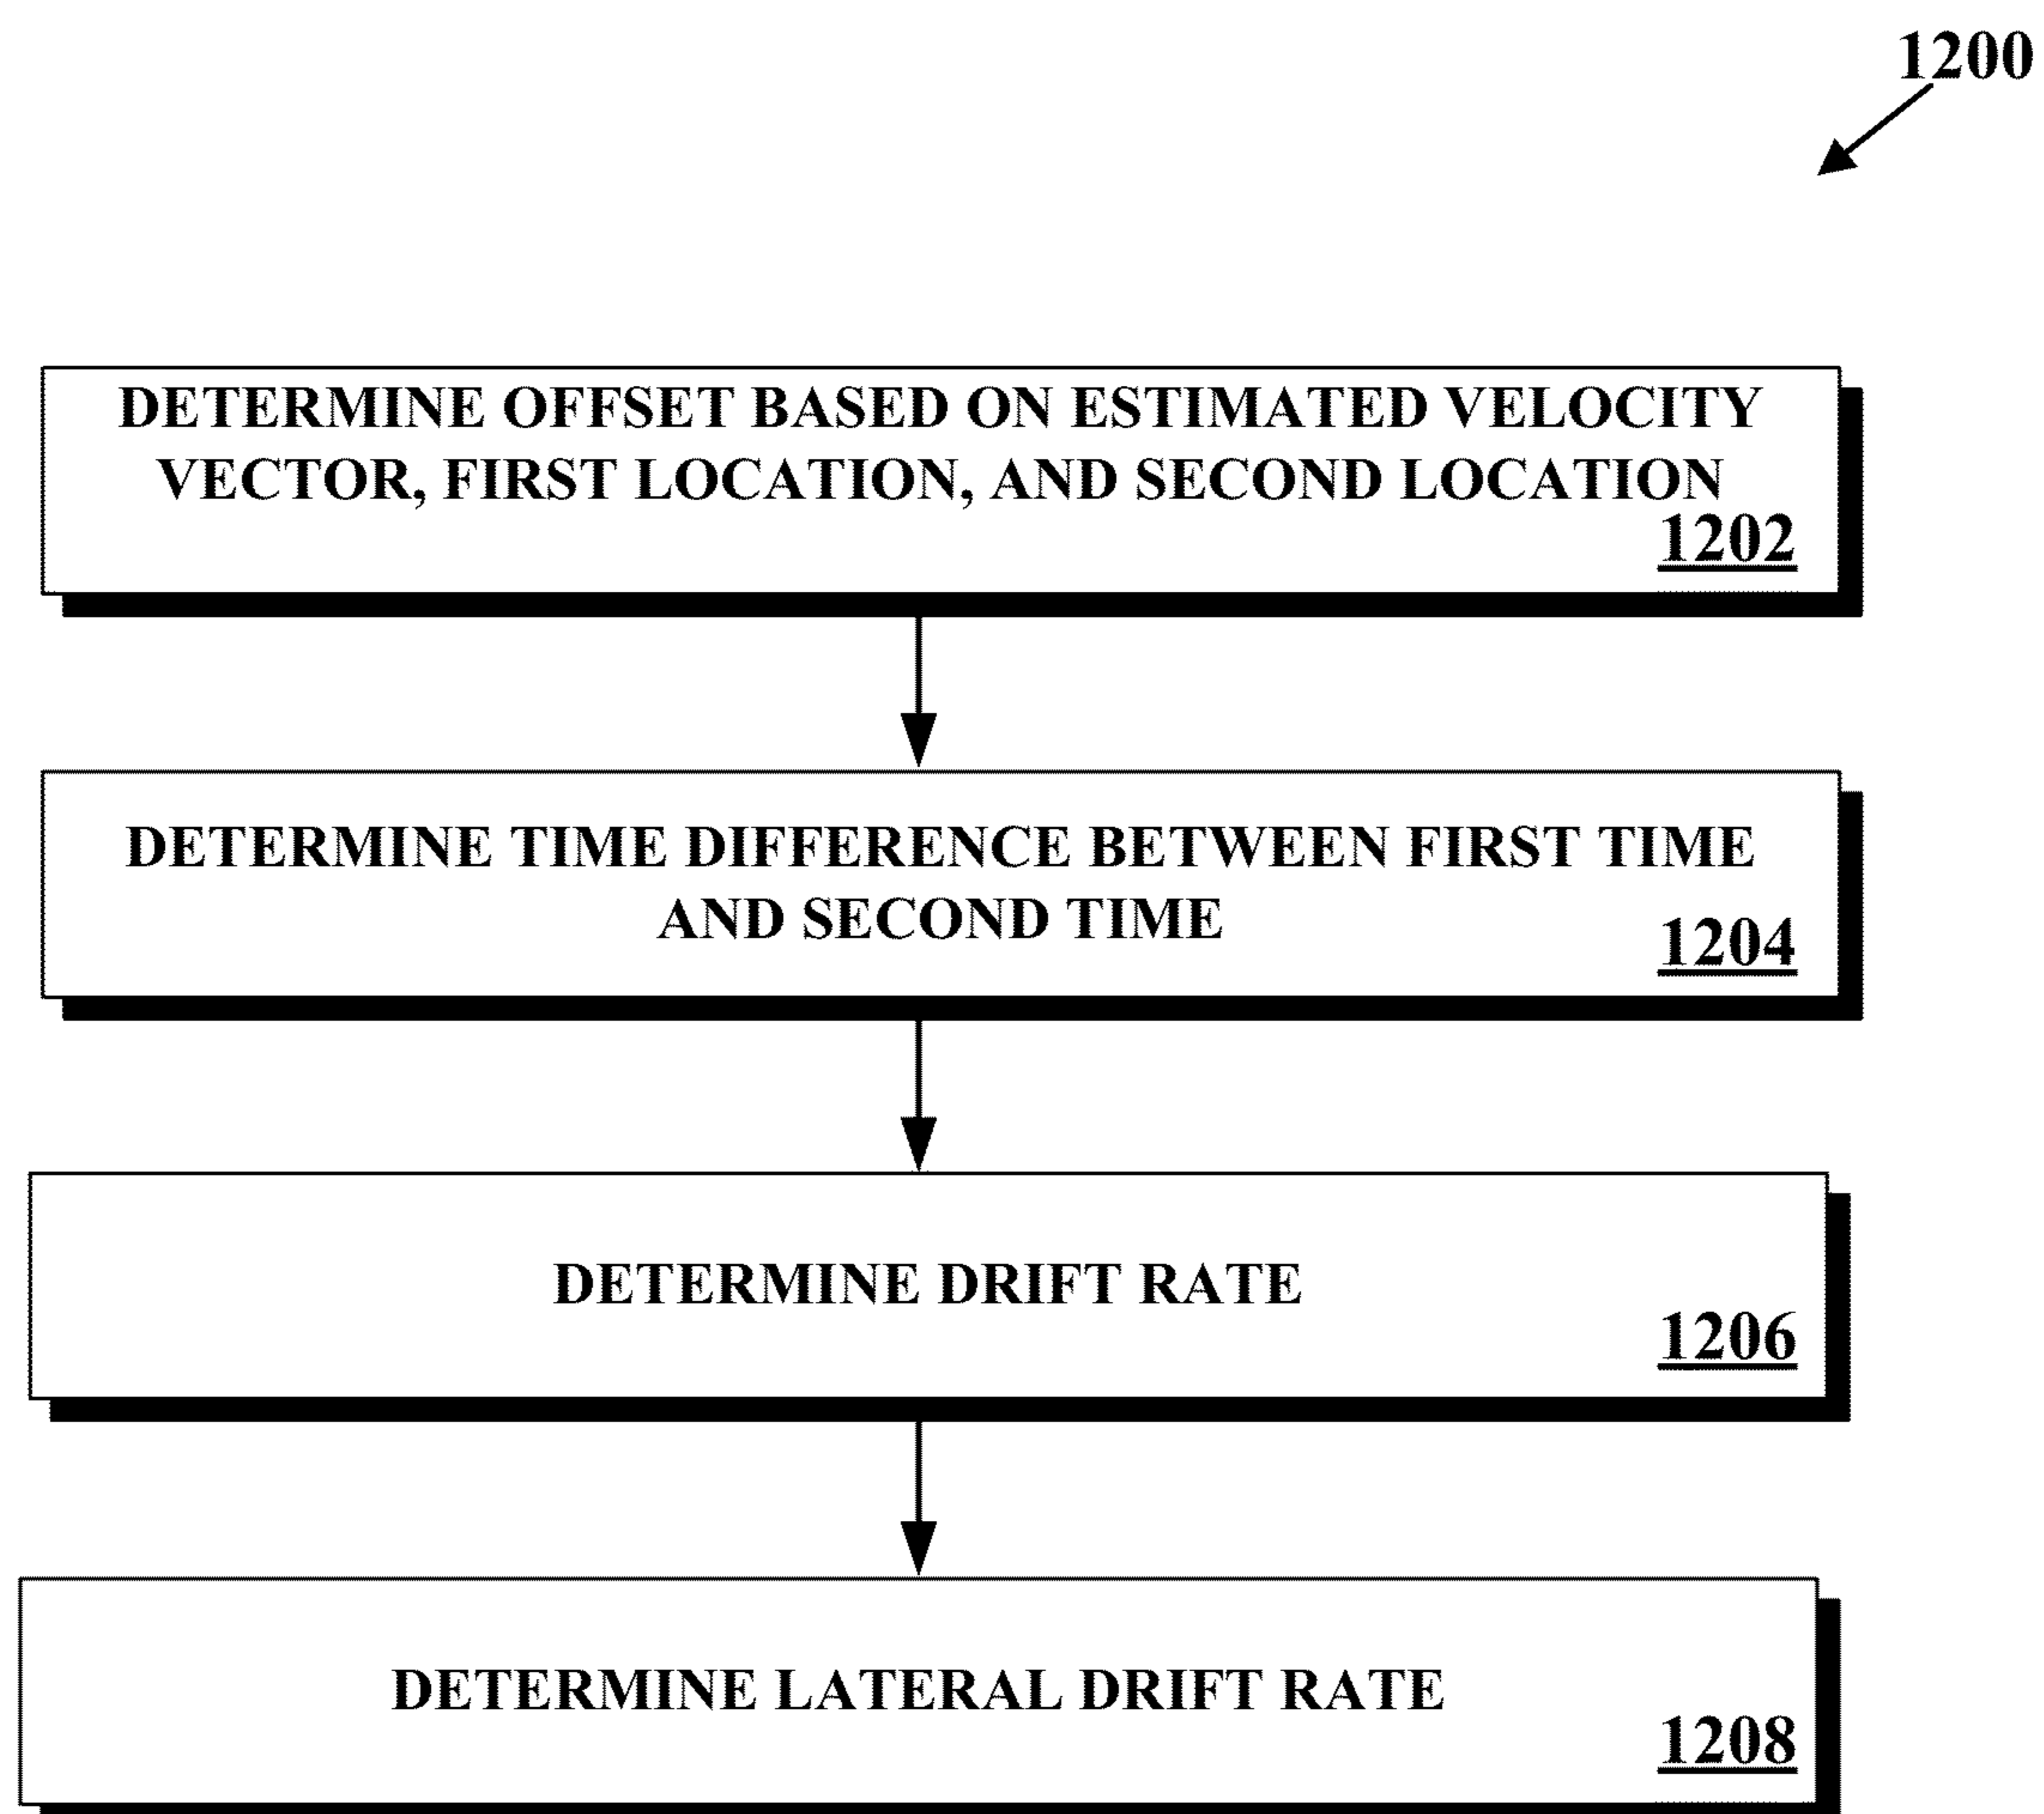 1200
DETERMINE OFFSET BASED ON ESTIMATED VELOCITY
VECTOR, FIRST LOCATION, AND SECOND LOCATION
1202
DETERMINE TIME DIFFERENCE BETWEEN FIRST TIME
AND SECOND TIME
1204
DETERMINE DRIFT RATE
1206
DETERMINE LATERAL DRIFT RATE
1208